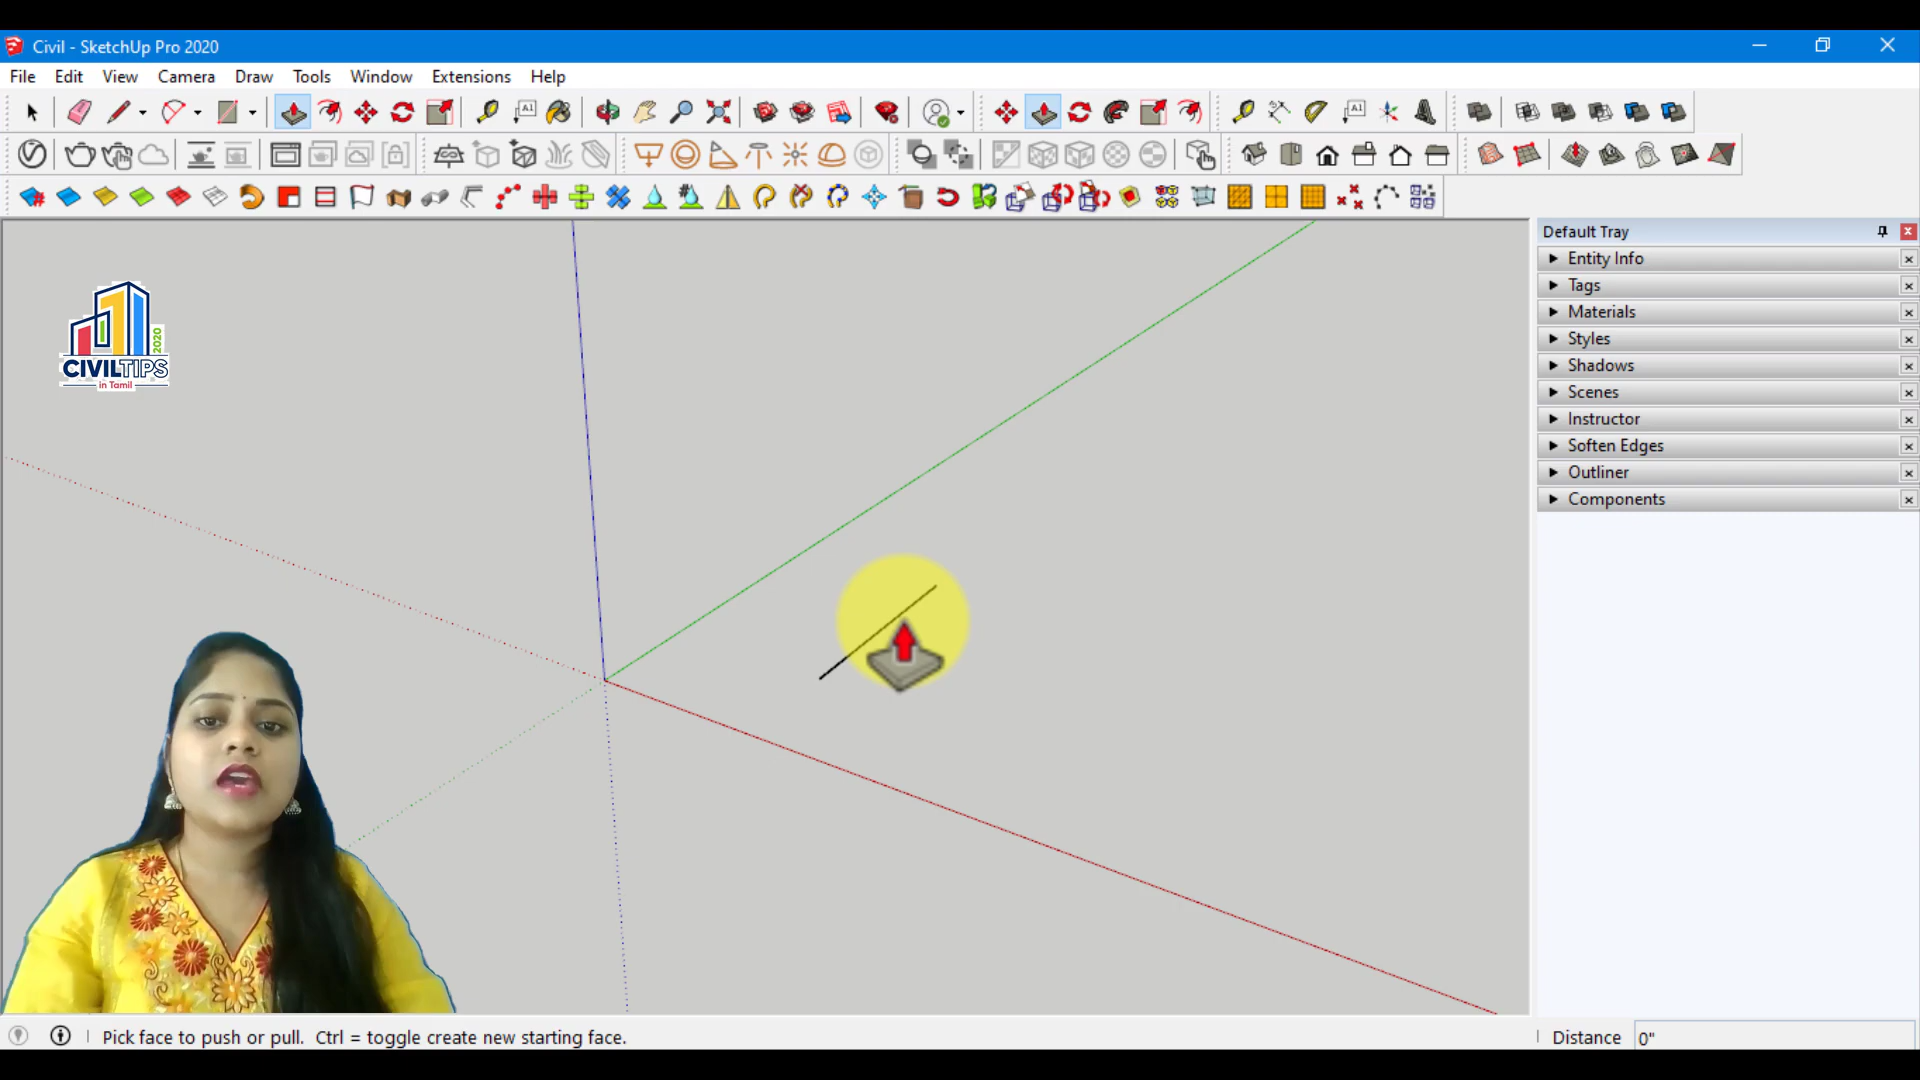 Civil - SketchUp Pro 2020
File Edit View Camera Draw Tools Window Extensions Help
A1
A1
Default Tray
Entity Info
Tags
Materials
Styles
Shadows
Scenes
Instructor
Soften Edges
Outliner
Components
2020
CIVILTIPS
in Tamil
Pick face to push or pull. Ctrl = toggle create new starting face.
Distance 0"